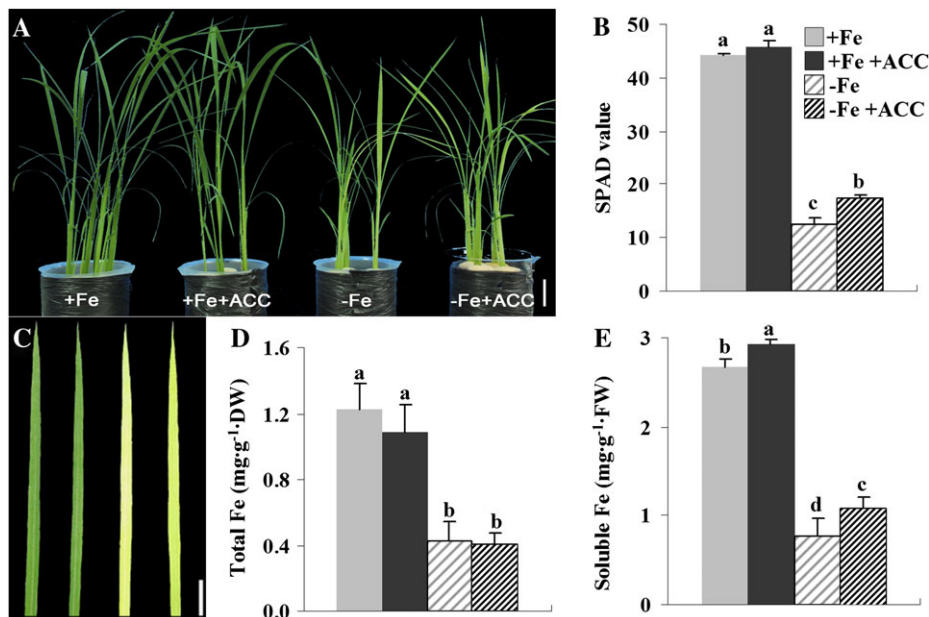 A
+Fe
+Fe+ACC
-Fe
-Fe+ACC
B
SPAD value
50
40
30
20
10
0
a
a
c
b
+Fe
+Fe +ACC
-Fe
-Fe +ACC
C
D
Total Fe (mg·g⁻¹·DW)
1.6
1.2
0.8
0.4
0.0
a
a
b
b
E
Soluble Fe (mg·g⁻¹·FW)
3
2
1
0
b
a
d
c